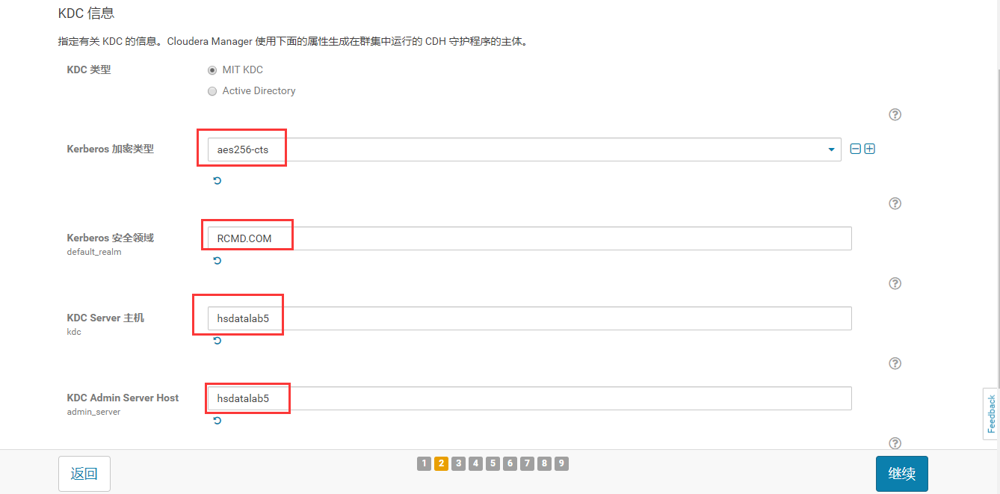 KDC 信息
指定有关 KDC 的信息。Cloudera Manager 使用下面的属性生成在群集中运行的 CDH 守护程序的主体。
KDC 类型
MIT KDC
Active Directory
Kerberos 加密类型
aes256-cts
Kerberos 安全领域
default_realm
RCMD.COM
KDC Server 主机
kdc
hsdatalab5
KDC Admin Server Host
admin_server
hsdatalab5
Feedback
返回
1 2 3 4 5 6 7 8 9
继续